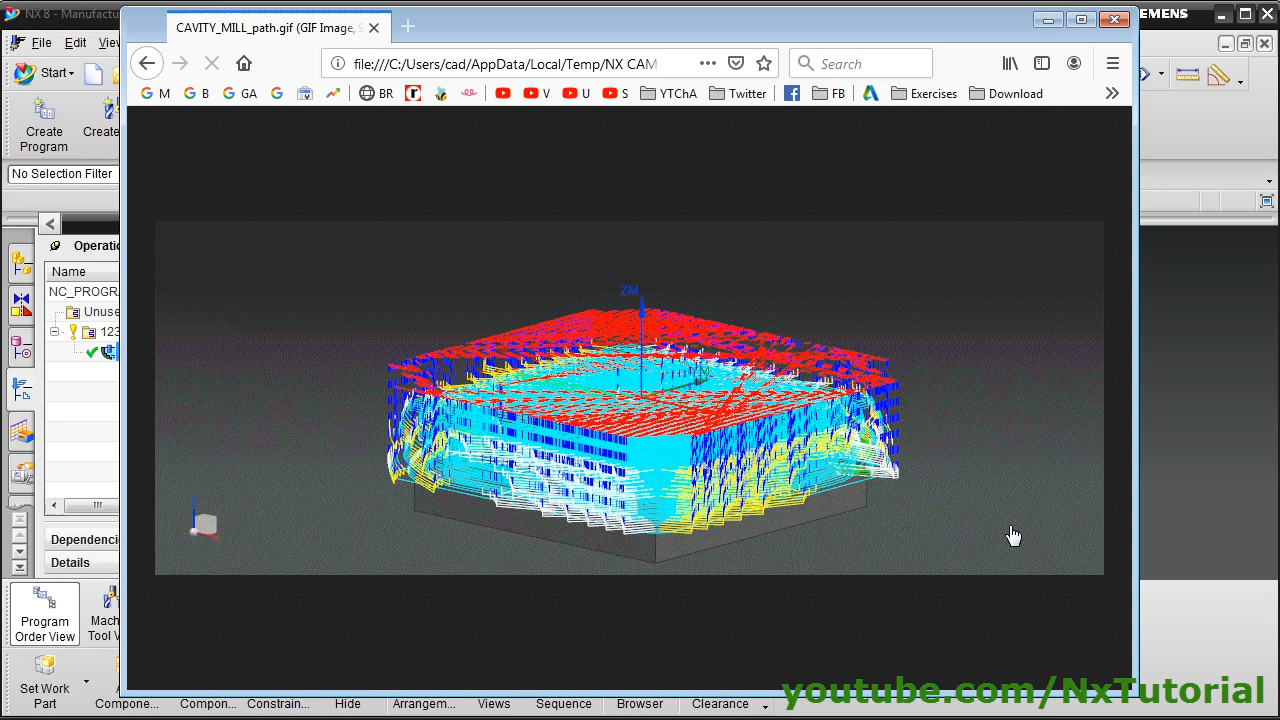 NX 8 - Manufactu
CAVITY_MILL_path.gif (GIF Image,
SIEMENS
File Edit Vie
Start
file:///C:/Users/cad/AppData/Local/Temp/NX CAM
Search
M B GA BR V U S YTChA Twitter FB Exercises Download
Create
Program
Create
No Selection Filter
Operatio
Name
NC_PROGRA
Unuse
123
ZM
Dependencie
Details
Program
Order View
Mach
Tool V
Set Work
Part
A
Compone... Compon... Constrain... Hide Arrangem... Views Sequence Browser Clearance
youtube.com/NxTutorial